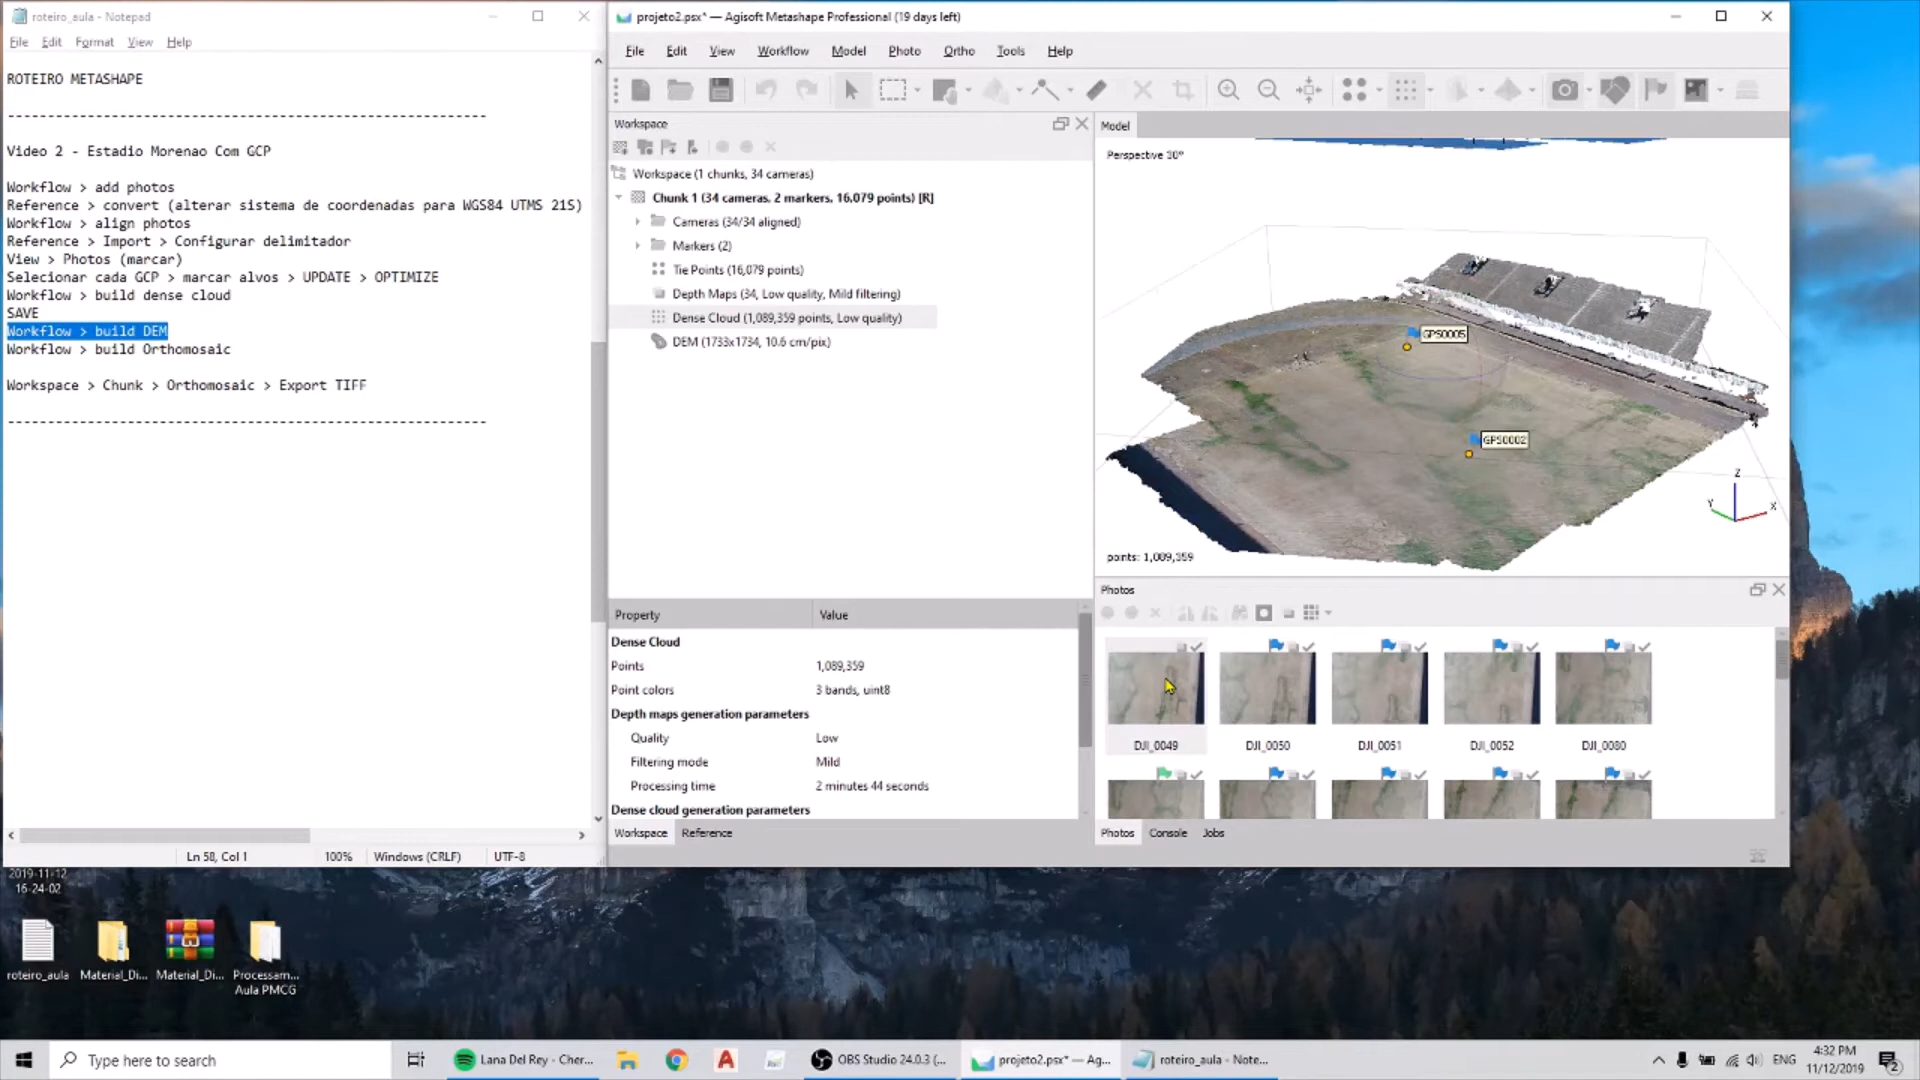 roteiro_aula - Notepad
File Edit Format View Help
ROTEIRO METASHAPE
-------------------------------------------------------------------
Video 2 - Estadio Morenao Com GCP
Workflow > add photos
Reference > convert (alterar sistema de coordenadas para WGS84 UTMS 21S)
Workflow > align photos
Reference > Import > Configurar delimitador
View > Photos (marcar)
Selecionar cada GCP > marcar alvos > UPDATE > OPTIMIZE
Workflow > build dense cloud
SAVE
Workflow > build DEM
Workflow > build Orthomosaic
Workspace > Chunk > Orthomosaic > Export TIFF
-------------------------------------------------------------------
Ln 58, Col 1 100% Windows (CRLF) UTF-8
projeto2.psx* — Agisoft Metashape Professional (19 days left)
File Edit View Workflow Model Photo Ortho Tools Help
Workspace
Workspace (1 chunks, 34 cameras)
Chunk 1 (34 cameras, 2 markers, 16,079 points) [R]
Cameras (34/34 aligned)
Markers (2)
Tie Points (16,079 points)
Depth Maps (34, Low quality, Mild filtering)
Dense Cloud (1,089,359 points, Low quality)
DEM (1733x1734, 10.6 cm/pix)
Property Value
Dense Cloud
Points 1,089,359
Point colors 3 bands, uint8
Depth maps generation parameters
Quality Low
Filtering mode Mild
Processing time 2 minutes 44 seconds
Dense cloud generation parameters
Workspace Reference
Model
Perspective 30°
GPS0005
GPS0002
Z
Y X
points: 1,089,359
Photos
DJI_0049 DJI_0050 DJI_0051 DJI_0052 DJI_0080
Photos Console Jobs
2019-11-12
16-24-02
roteiro_aula Material_Di... Material_Di... Processam...
Aula PMCG
Type here to search
Lana Del Rey - Cher...
OBS Studio 24.0.3 (...
projeto2.psx* — Ag...
roteiro_aula - Note...
ENG
4:32 PM
11/12/2019
2